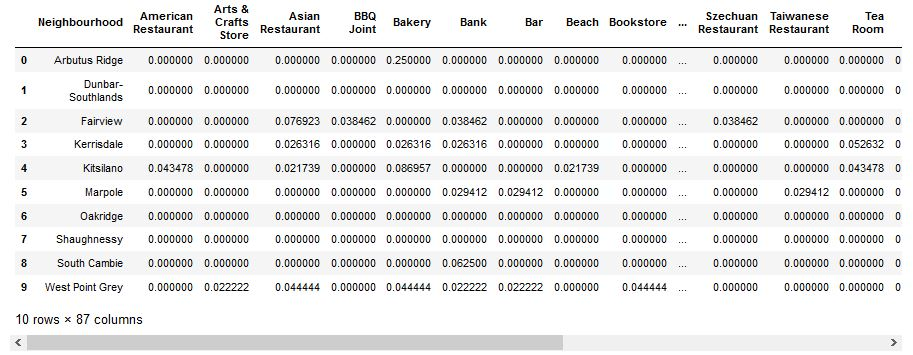 Neighbourhood American Restaurant Arts & Crafts Store Asian Restaurant BBQ Joint Bakery Bank Bar Beach Bookstore ... Szechuan Restaurant Taiwanese Restaurant Tea Room
0 Arbutus Ridge 0.000000 0.000000 0.000000 0.000000 0.250000 0.000000 0.000000 0.000000 0.000000 ... 0.000000 0.000000 0.000000 0
1 Dunbar-Southlands 0.000000 0.000000 0.000000 0.000000 0.000000 0.000000 0.000000 0.000000 0.000000 ... 0.000000 0.000000 0.000000 0
2 Fairview 0.000000 0.000000 0.076923 0.038462 0.000000 0.038462 0.000000 0.000000 0.000000 ... 0.038462 0.000000 0.000000 0
3 Kerrisdale 0.000000 0.000000 0.026316 0.000000 0.026316 0.026316 0.000000 0.000000 0.000000 ... 0.000000 0.000000 0.052632 0
4 Kitsilano 0.043478 0.000000 0.021739 0.000000 0.086957 0.000000 0.000000 0.021739 0.000000 ... 0.000000 0.000000 0.043478 0
5 Marpole 0.000000 0.000000 0.000000 0.000000 0.000000 0.029412 0.029412 0.000000 0.000000 ... 0.000000 0.029412 0.000000 0
6 Oakridge 0.000000 0.000000 0.000000 0.000000 0.000000 0.000000 0.000000 0.000000 0.000000 ... 0.000000 0.000000 0.000000 0
7 Shaughnessy 0.000000 0.000000 0.000000 0.000000 0.000000 0.000000 0.000000 0.000000 0.000000 ... 0.000000 0.000000 0.000000 0
8 South Cambie 0.000000 0.000000 0.000000 0.000000 0.000000 0.062500 0.000000 0.000000 0.000000 ... 0.000000 0.000000 0.000000 0
9 West Point Grey 0.000000 0.022222 0.044444 0.000000 0.044444 0.022222 0.022222 0.000000 0.044444 ... 0.000000 0.000000 0.000000 0
10 rows × 87 columns